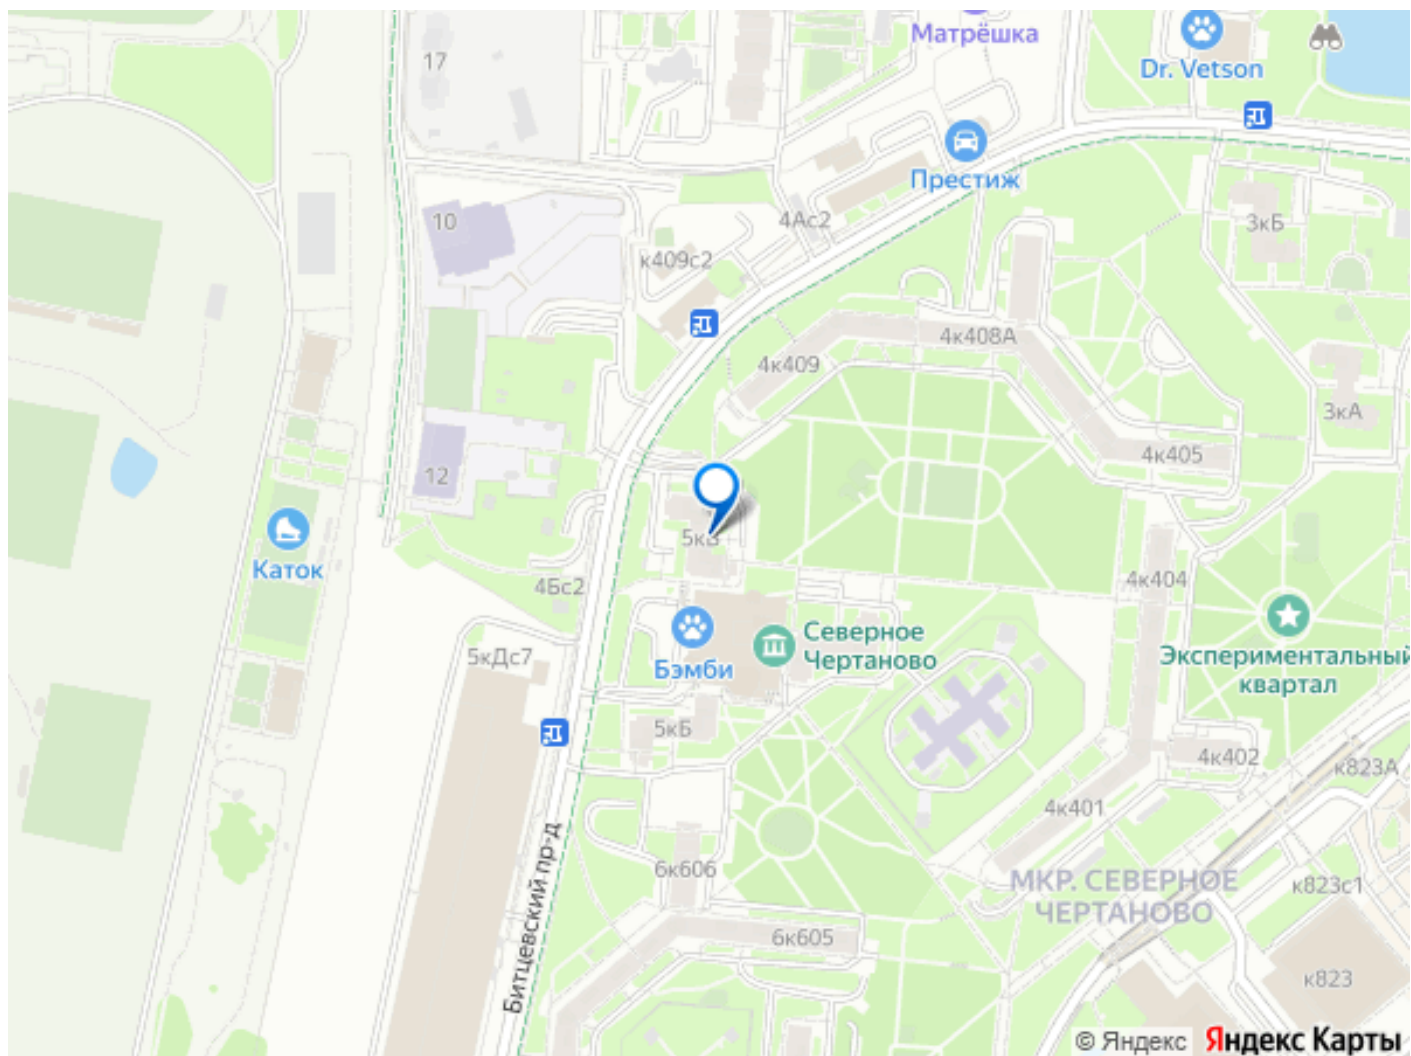 Матрёшка
17
Dr. Vetson
Престиж
10
4Ас2
3кБ
к409с2
4к408А
4к409
3кА
4к405
12
5кВ
Каток
4Бс2
4к404
Северное
Чертаново
Бэмби
5кДс7
Экспериментальный
квартал
5кБ
4к402
к823А
4к401
Битцевский пр-д
6к606
МКР. СЕВЕРНОЕ
ЧЕРТАНОВО
к823с1
6к605
к823
© Яндекс Яндекс Карты